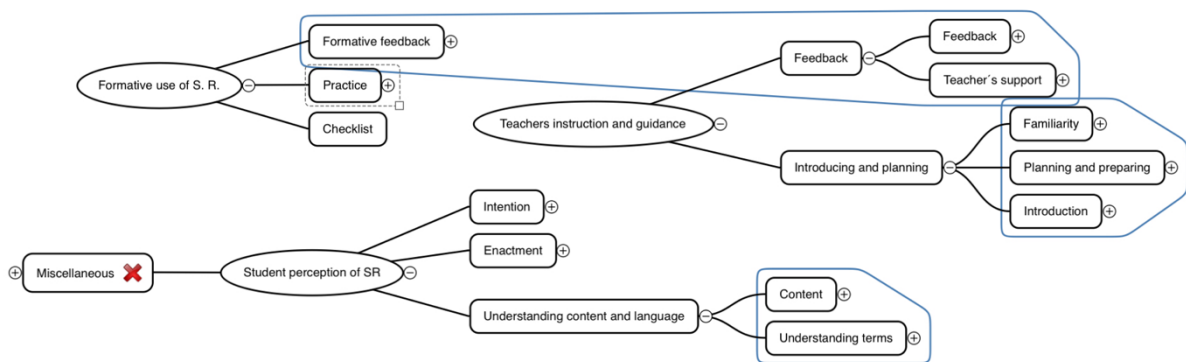 Formative use of S. R.
Formative feedback
Practice
Checklist
Teachers instruction and guidance
Feedback
Feedback
Teacher´s support
Introducing and planning
Familiarity
Planning and preparing
Introduction
Miscellaneous
Student perception of SR
Intention
Enactment
Understanding content and language
Content
Understanding terms